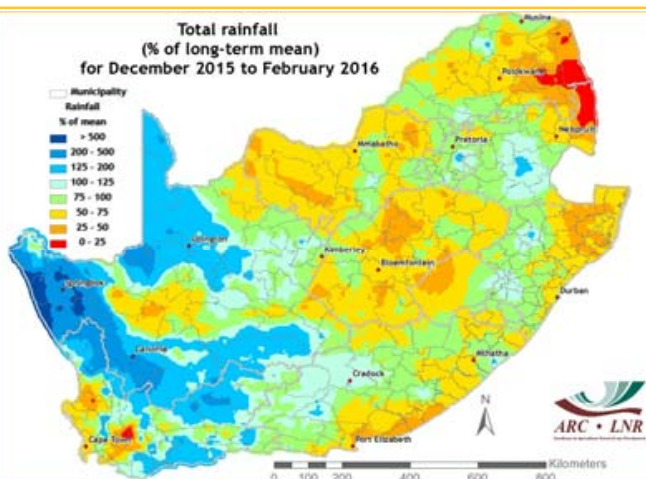 Total rainfall
(% of long-term mean)
for December 2015 to February 2016
Municipality
Rainfall
% of mean
> 500
200 - 500
125 - 200
100 - 125
75 - 100
50 - 75
25 - 50
0 - 25
Musina
Polokwane
Nelspruit
Mmabatho
Pretoria
Upington
Kimberley
Bloemfontein
Springbok
Durban
Calvinia
Mthatha
Cradock
Cape Town
Port Elizabeth
N
ARC • LNR
Kilometers
0 100 200 400 600 800